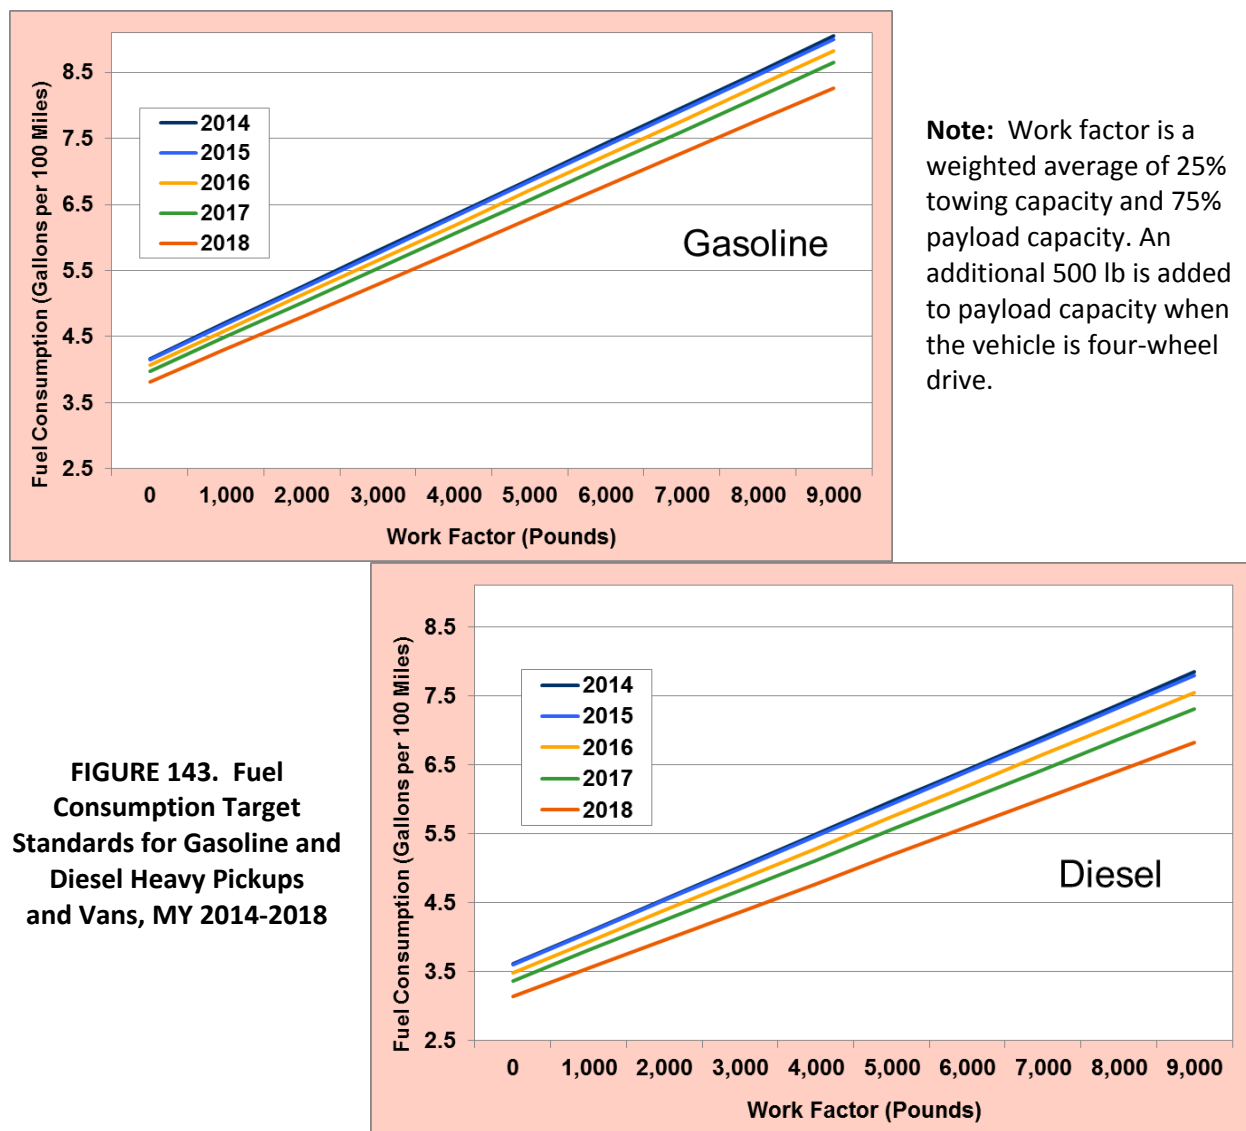 Fuel Consumption (Gallons per 100 Miles)
8.5
7.5
6.5
5.5
4.5
3.5
2.5
2014
2015
2016
2017
2018
Gasoline
0 1,000 2,000 3,000 4,000 5,000 6,000 7,000 8,000 9,000
Work Factor (Pounds)
Note: Work factor is a
weighted average of 25%
towing capacity and 75%
payload capacity. An
additional 500 lb is added
to payload capacity when
the vehicle is four-wheel
drive.
FIGURE 143. Fuel
Consumption Target
Standards for Gasoline and
Diesel Heavy Pickups
and Vans, MY 2014-2018
Fuel Consumption (Gallons per 100 Miles)
8.5
7.5
6.5
5.5
4.5
3.5
2.5
2014
2015
2016
2017
2018
Diesel
0 1,000 2,000 3,000 4,000 5,000 6,000 7,000 8,000 9,000
Work Factor (Pounds)